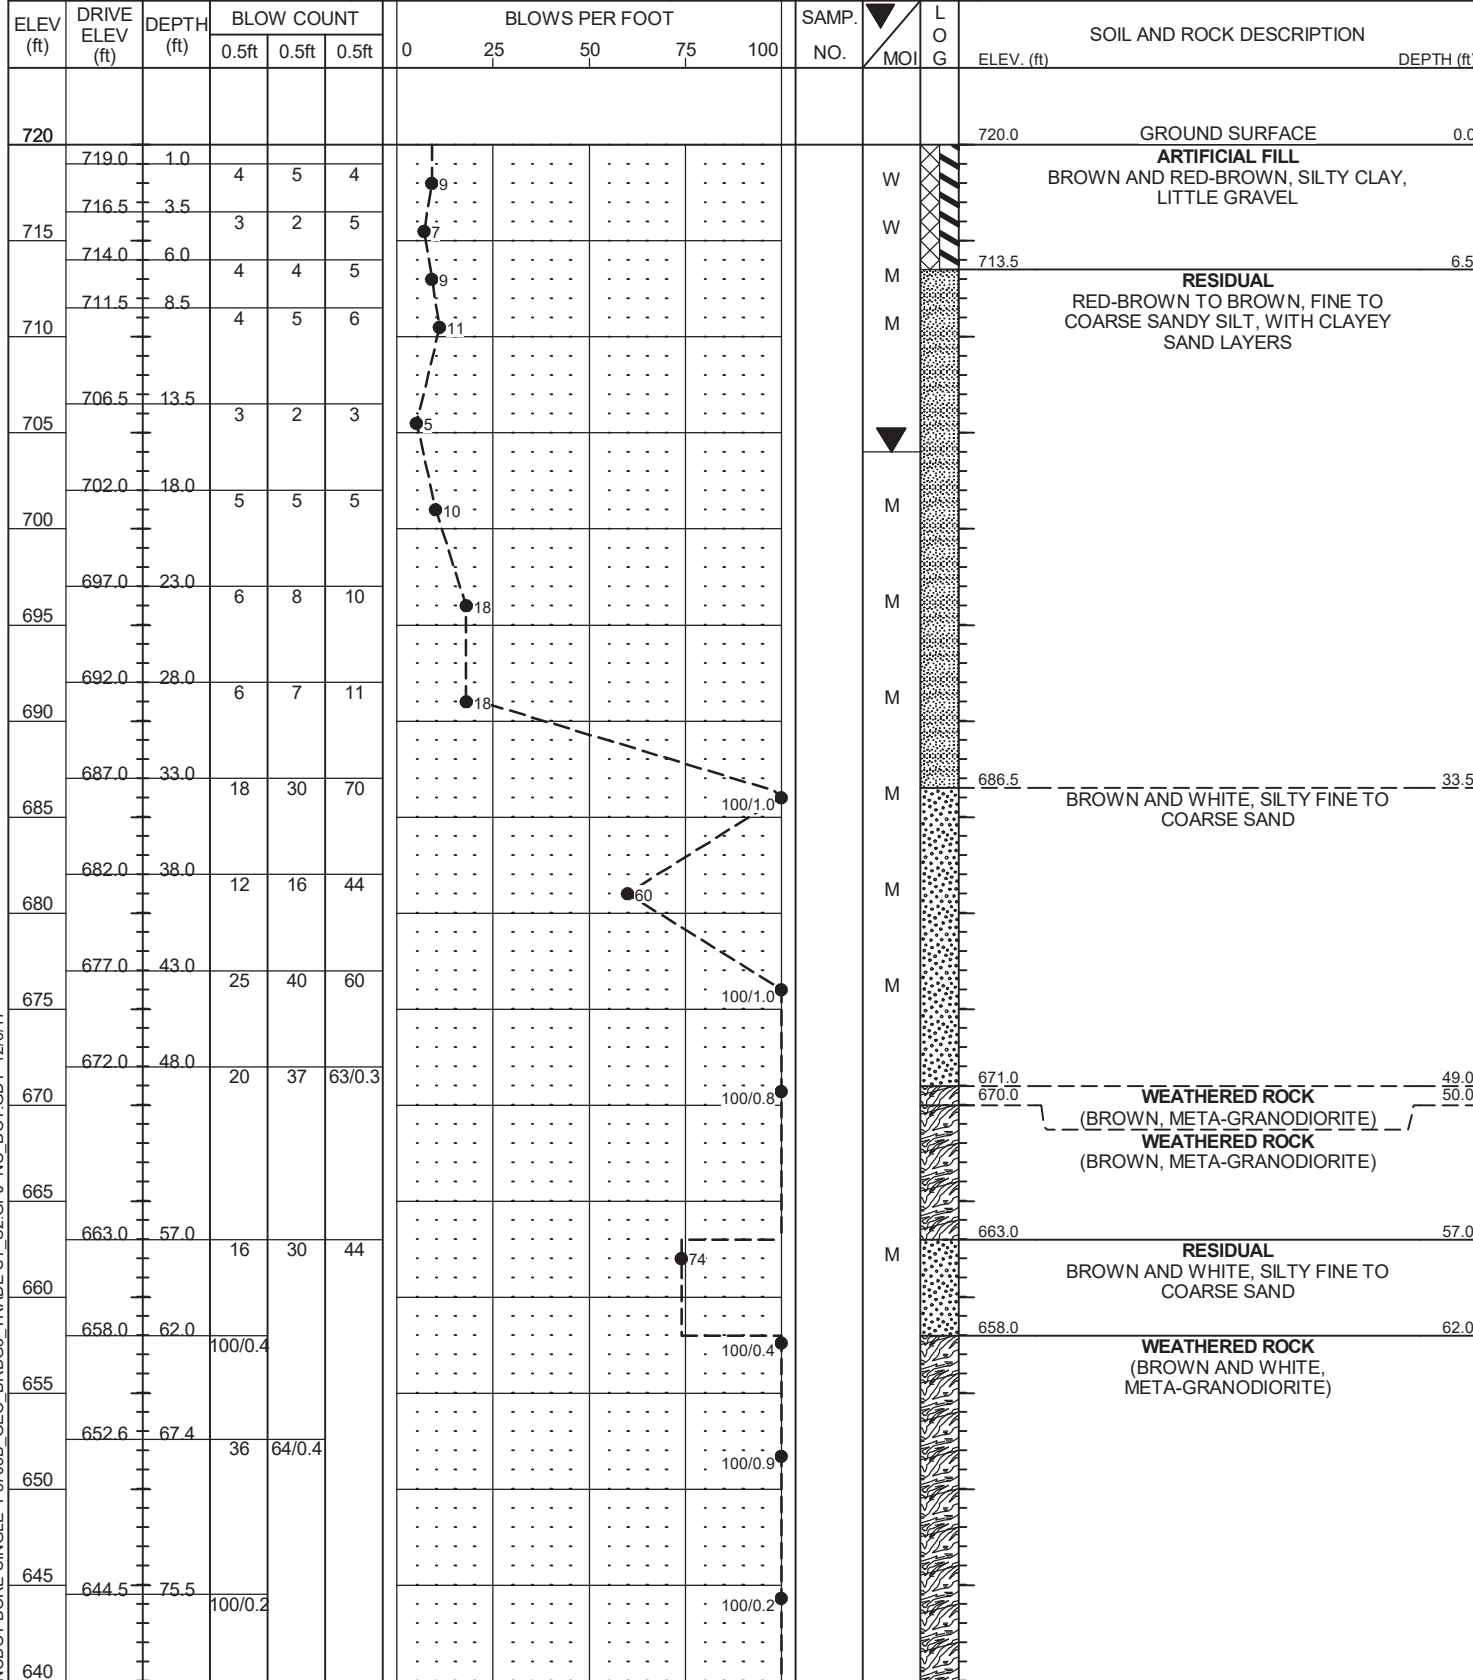 ELEV (ft) DRIVE ELEV (ft) DEPTH (ft) BLOW COUNT BLOWS PER FOOT SAMP. NO. MOI LOG SOIL AND ROCK DESCRIPTION
0.5ft 0.5ft 0.5ft 0 25 50 75 100 ELEV. (ft) DEPTH (ft)
720 720.0 GROUND SURFACE 0.0
719.0 1.0 ARTIFICIAL FILL
4 5 4 9 W BROWN AND RED-BROWN, SILTY CLAY,
LITTLE GRAVEL
716.5 3.5
3 2 5 7 W
715
714.0 6.0 713.5 6.5
4 4 5 9 M RESIDUAL
RED-BROWN TO BROWN, FINE TO
711.5 8.5
4 5 6 11 M COARSE SANDY SILT, WITH CLAYEY
710 SAND LAYERS
706.5 13.5
3 2 3 5
705
702.0 18.0
5 5 5 10 M
700
697.0 23.0
6 8 10 18 M
695
692.0 28.0
6 7 11 18 M
690
687.0 33.0 686.5 33.5
18 30 70 100/1.0 M BROWN AND WHITE, SILTY FINE TO
685 COARSE SAND
682.0 38.0
12 16 44 60 M
680
677.0 43.0
25 40 60 100/1.0 M
675
672.0 48.0
20 37 63/0.3 671.0 49.0
670 100/0.8 670.0 WEATHERED ROCK 50.0
(BROWN, META-GRANODIORITE)
WEATHERED ROCK
(BROWN, META-GRANODIORITE)
665
663.0 57.0 663.0 57.0
16 30 44 74 M RESIDUAL
BROWN AND WHITE, SILTY FINE TO
660 COARSE SAND
658.0 62.0 658.0 62.0
100/0.4 100/0.4 WEATHERED ROCK
(BROWN AND WHITE,
655 META-GRANODIORITE)
652.6 67.4
36 64/0.4 100/0.9
650
645
644.5 75.5
100/0.2 100/0.2
640